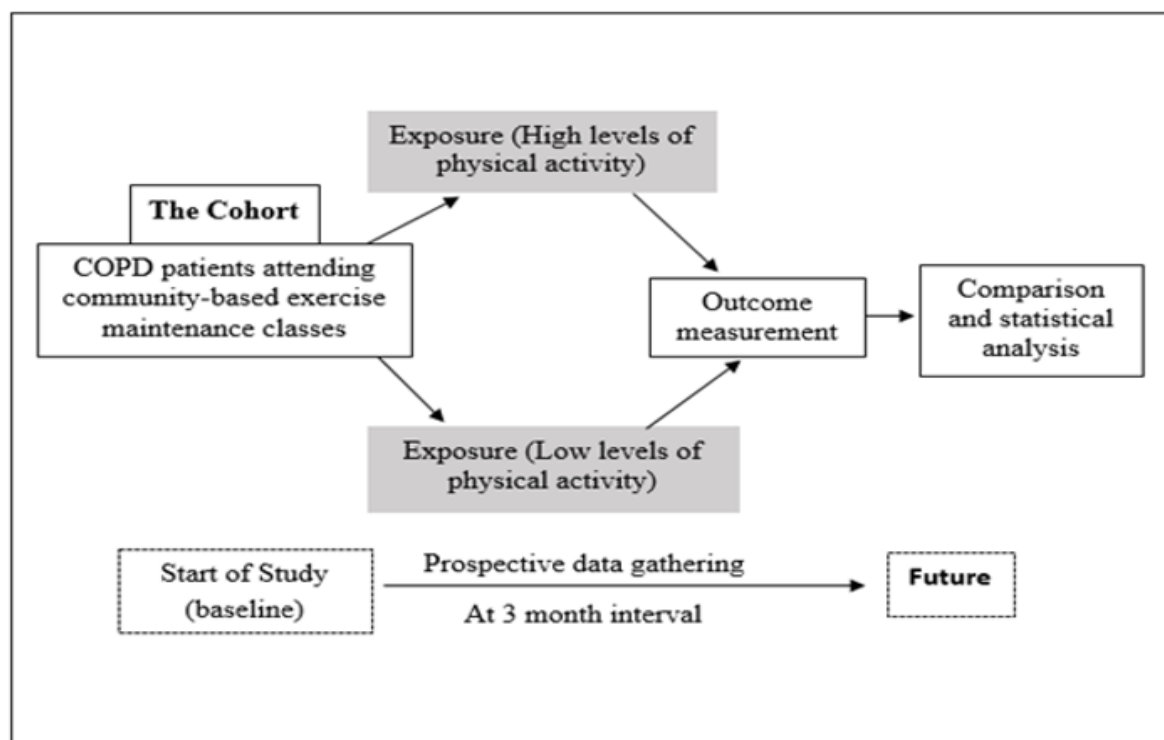 Exposure (High levels of
physical activity)
The Cohort
COPD patients attending
community-based exercise
maintenance classes
Outcome
measurement
Comparison
and statistical
analysis
Exposure (Low levels of
physical activity)
Start of Study
(baseline)
Prospective data gathering
At 3 month interval
Future